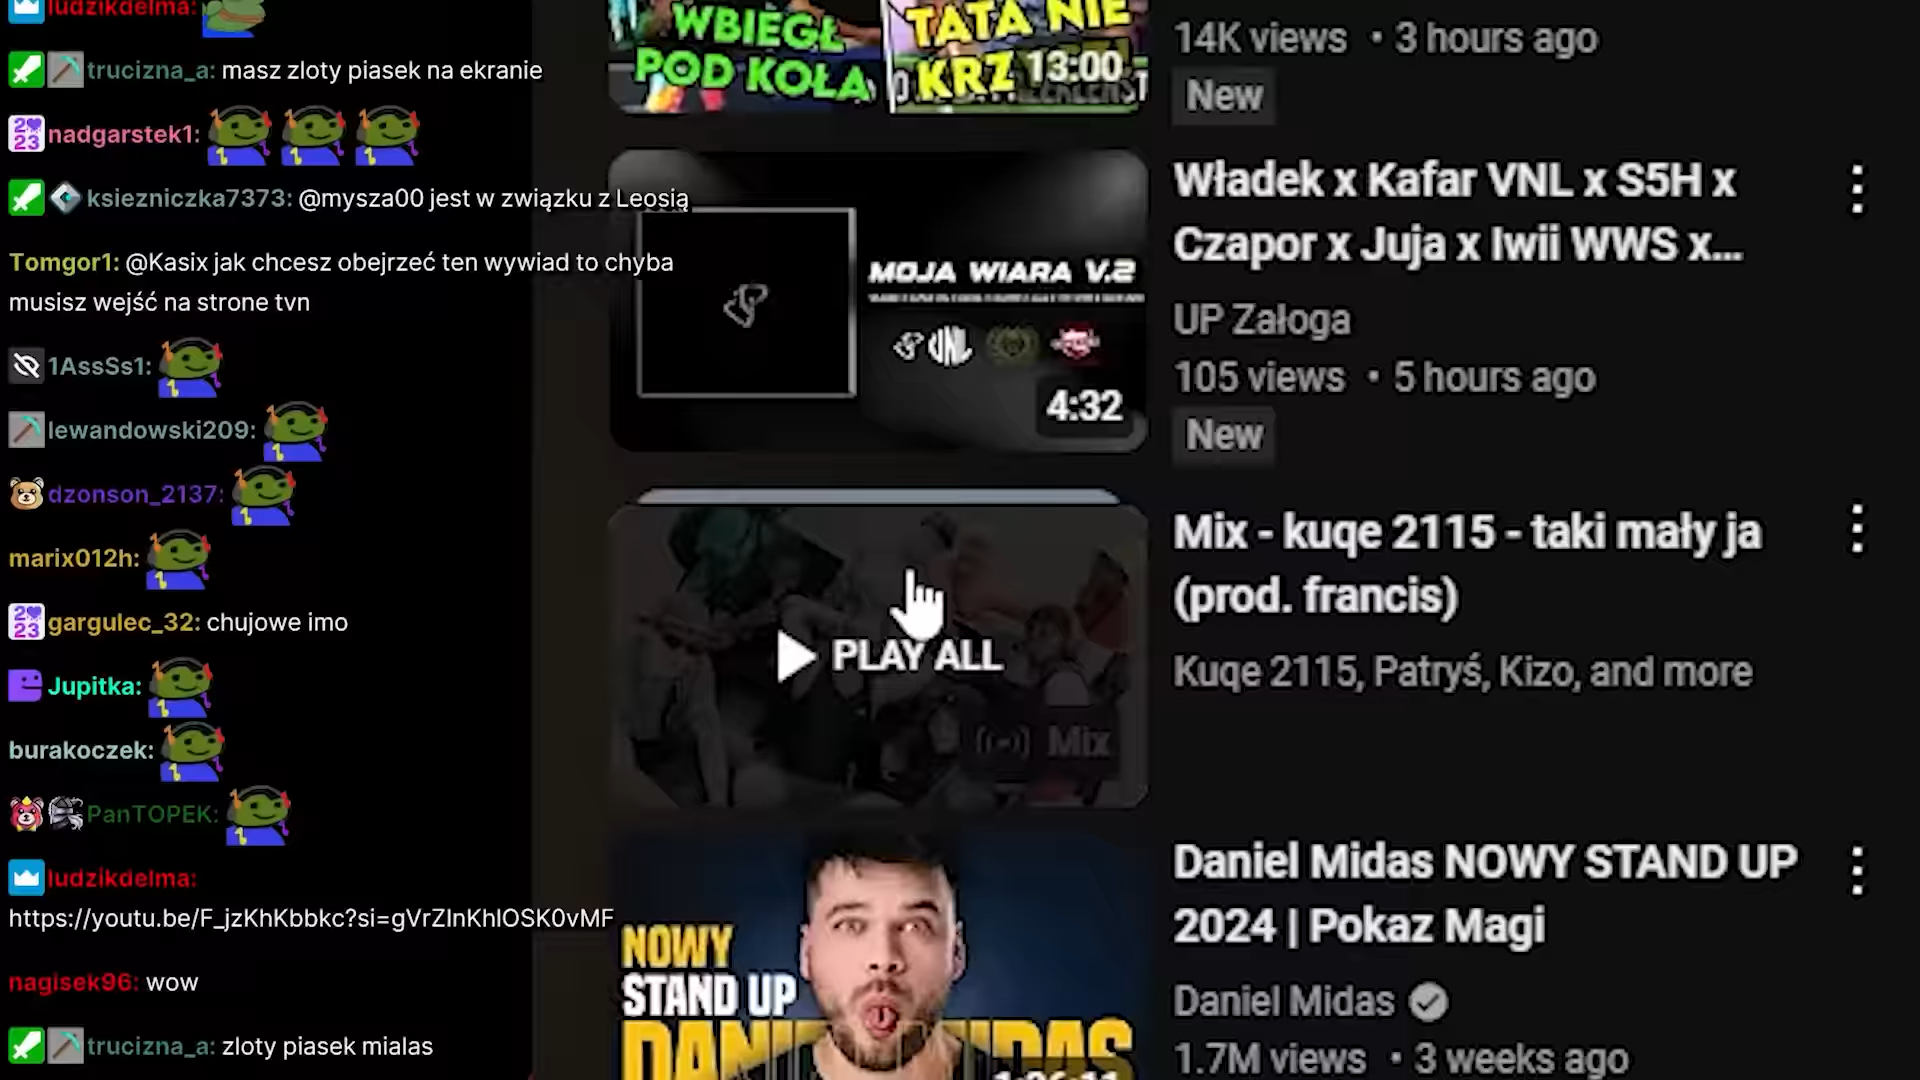 ludzikdelma:
trucizna_a: masz zloty piasek na ekranie
nadgarstek1:
ksiezniczka7373: @mysza00 jest w związku z Leosią
Tomgor1: @Kasix jak chcesz obejrzeć ten wywiad to chyba
musisz wejść na strone tvn
1AssSs1:
lewandowski209:
dzonson_2137:
marix012h:
gargulec_32: chujowe imo
Jupitka:
burakoczek:
PanTOPEK:
ludzikdelma:
https://youtu.be/F_jzKhKbbkc?si=gVrZInKhIOSK0vMF
nagisek96: wow
trucizna_a: zloty piasek mialas
WBIEGŁ
POD KOŁA
TATA NIE
KRZ
13:00
14K views • 3 hours ago
New
MOJA WIARA V.2
VNL
4:32
Władek x Kafar VNL x S5H x
Czapor x Juja x Iwii WWS x...
UP Załoga
105 views • 5 hours ago
New
PLAY ALL
Mix
Mix - kuqe 2115 - taki mały ja
(prod. francis)
Kuqe 2115, Patryś, Kizo, and more
NOWY
STAND UP
DANIEL MIDAS
Daniel Midas NOWY STAND UP
2024 | Pokaz Magi
Daniel Midas
1.7M views • 3 weeks ago